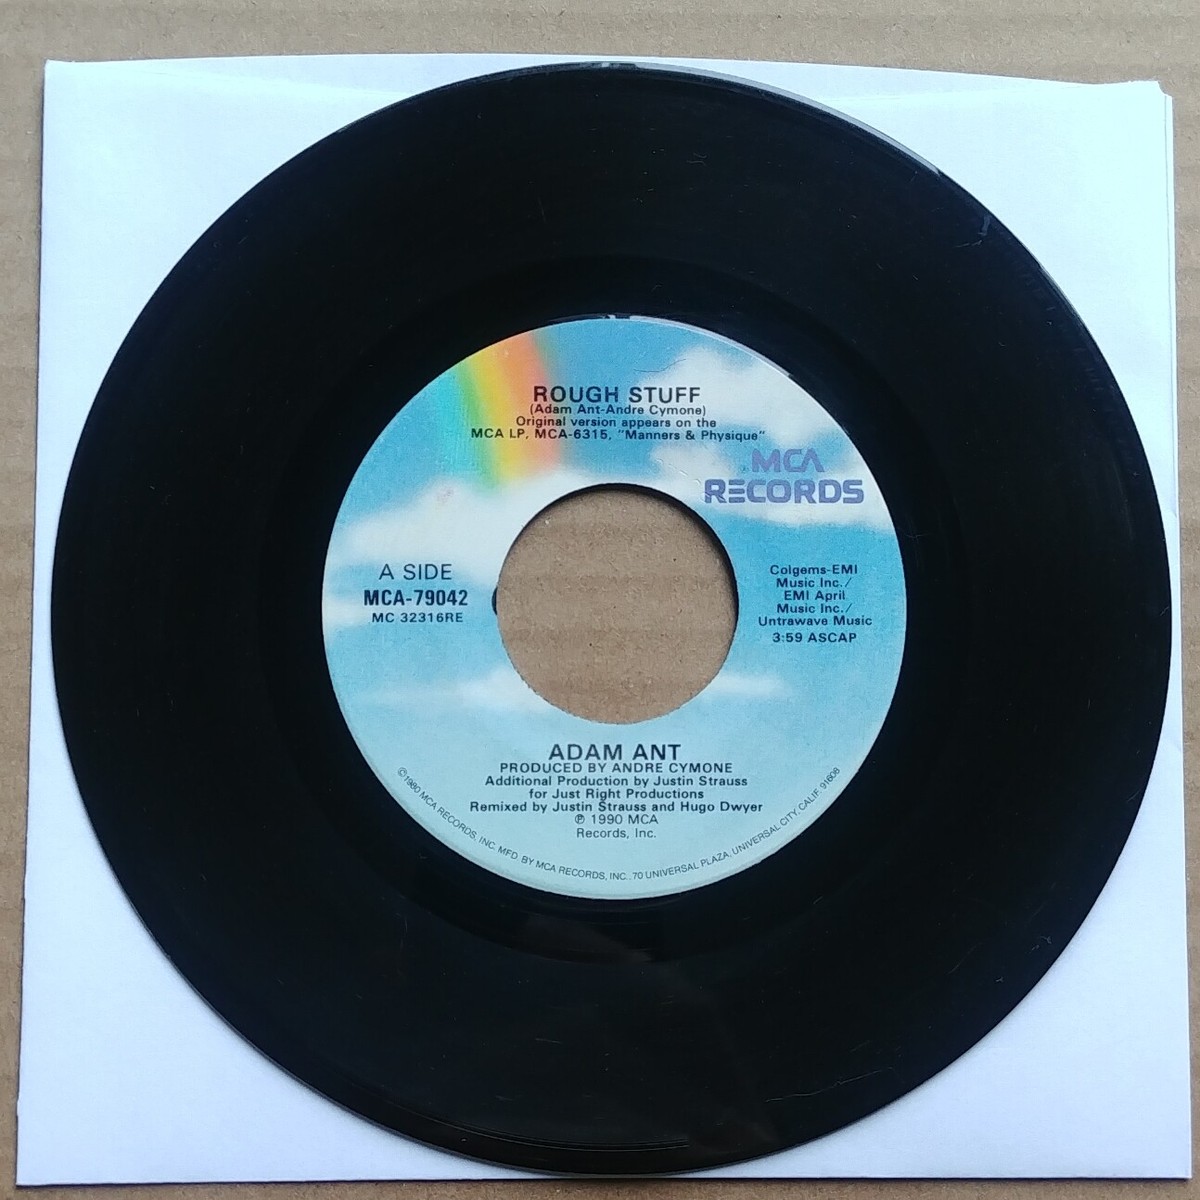 ROUGH STUFF
(Adam Ant-Andre Cymone)
Original version appears on the
MCA LP, MCA-6315, "Manners & Physique"
MCA
RECORDS
A SIDE
MCA-79042
MC 32316RE
Colgems-EMI
Music Inc./
EMI April
Music Inc./
Untrawave Music
3:59 ASCAP
ADAM ANT
PRODUCED BY ANDRE CYMONE
Additional Production by Justin Strauss
for Just Right Productions
Remixed by Justin Strauss and Hugo Dwyer
℗ 1990 MCA
Records, Inc.
©1980 MCA RECORDS, INC. MFD. BY MCA RECORDS, INC., 70 UNIVERSAL PLAZA, UNIVERSAL CITY, CALIF. 91608